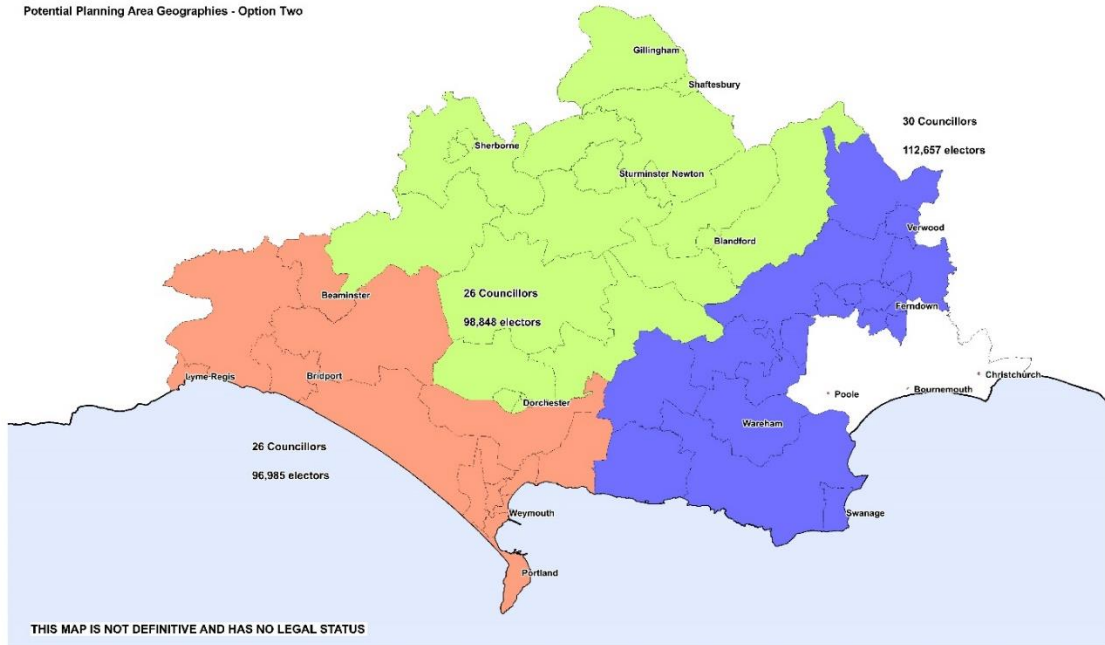 Potential Planning Area Geographies - Option Two
Gillingham
Shaftesbury
30 Councillors
112,657 electors
Sherborne
Sturminster Newton
Verwood
Blandford
Beaminster
26 Councillors
98,848 electors
Ferndown
Lyme-Regis
Bridport
Christchurch
Bournemouth
Poole
Dorchester
Wareham
26 Councillors
96,985 electors
Weymouth
Swanage
Portland
THIS MAP IS NOT DEFINITIVE AND HAS NO LEGAL STATUS